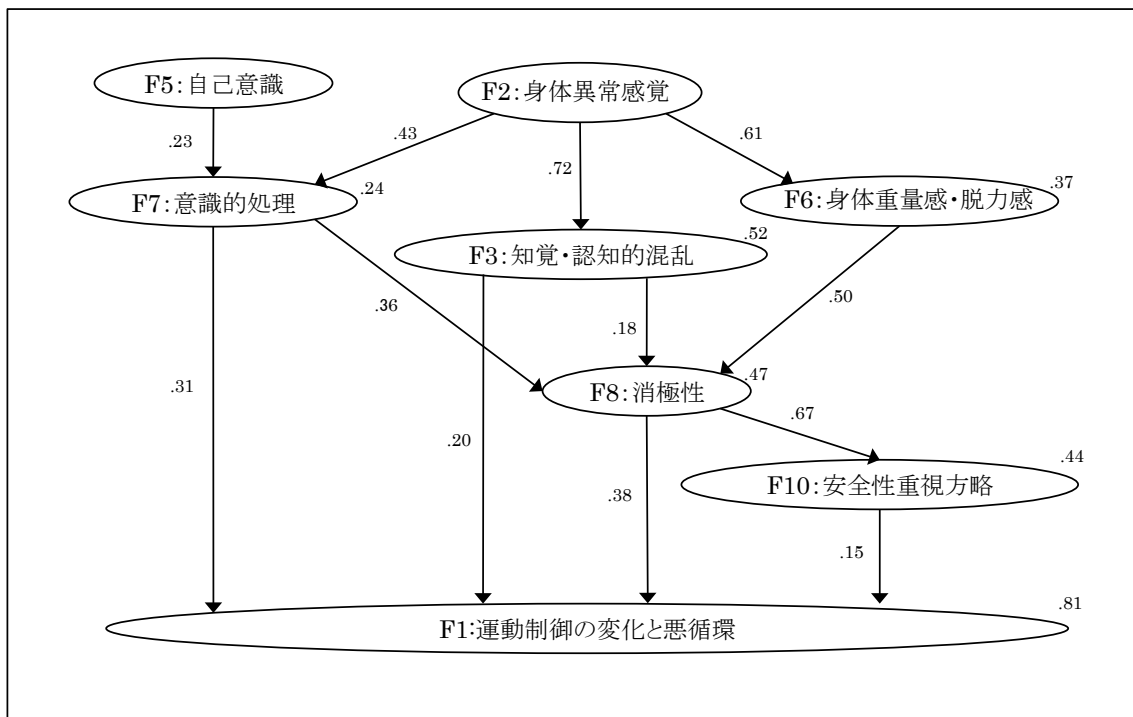 F5：自己意識
F2：身体異常感覚
.23
.43
.72
.61
F7：意識的処理
.24
F6：身体重量感・脱力感
.37
F3：知覚・認知的混乱
.52
.36
.18
.50
.31
F8：消極性
.47
.20
.67
.38
F10：安全性重視方略
.44
.15
F1：運動制御の変化と悪循環
.81